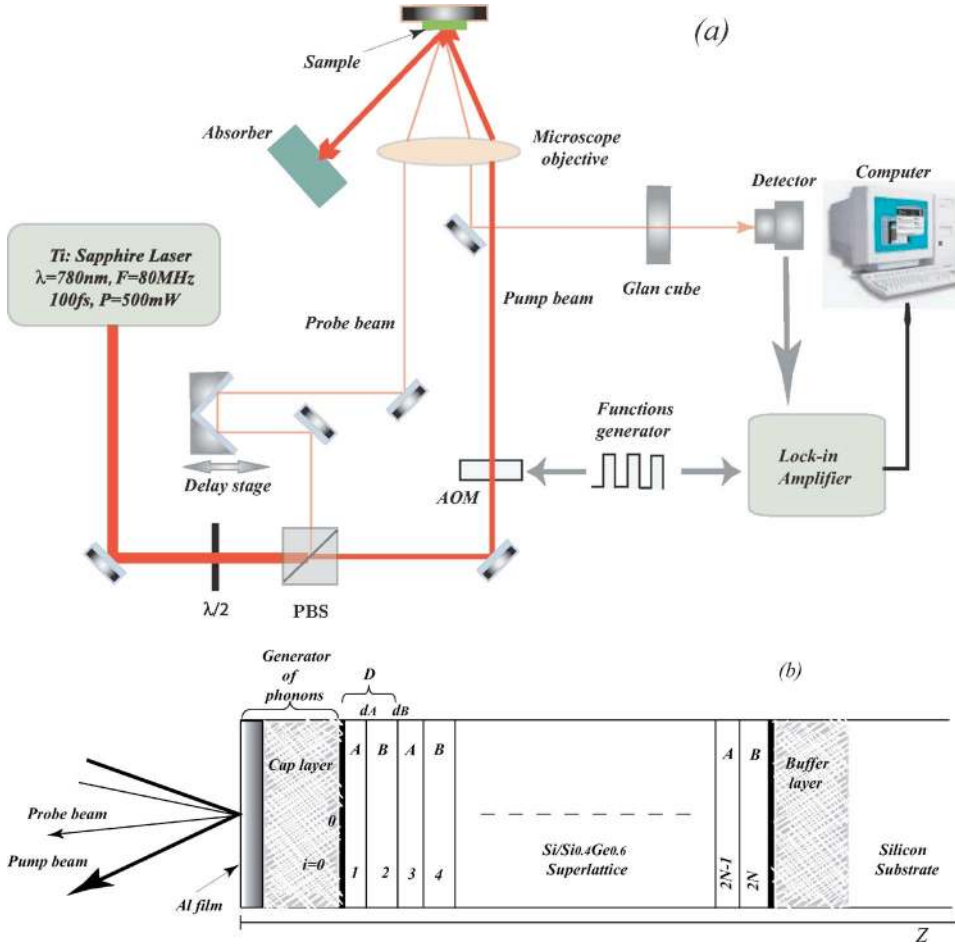 (a)
Sample
Absorber
Microscope
objective
Detector
Computer
Ti: Sapphire Laser
λ=780nm, F=80MHz
100fs, P=500mW
Glan cube
Pump beam
Probe beam
Functions
generator
Delay stage
AOM
Lock-in
Amplifier
λ/2
PBS
(b)
Generator
of
phonons
D
dA dB
A B A B A B
Cap layer
Buffer
layer
0
Probe beam
Pump beam
i=0
1 2 3 4
Si/Si0.4Ge0.6
Superlattice
2N-1
2N
Silicon
Substrate
Al film
Z